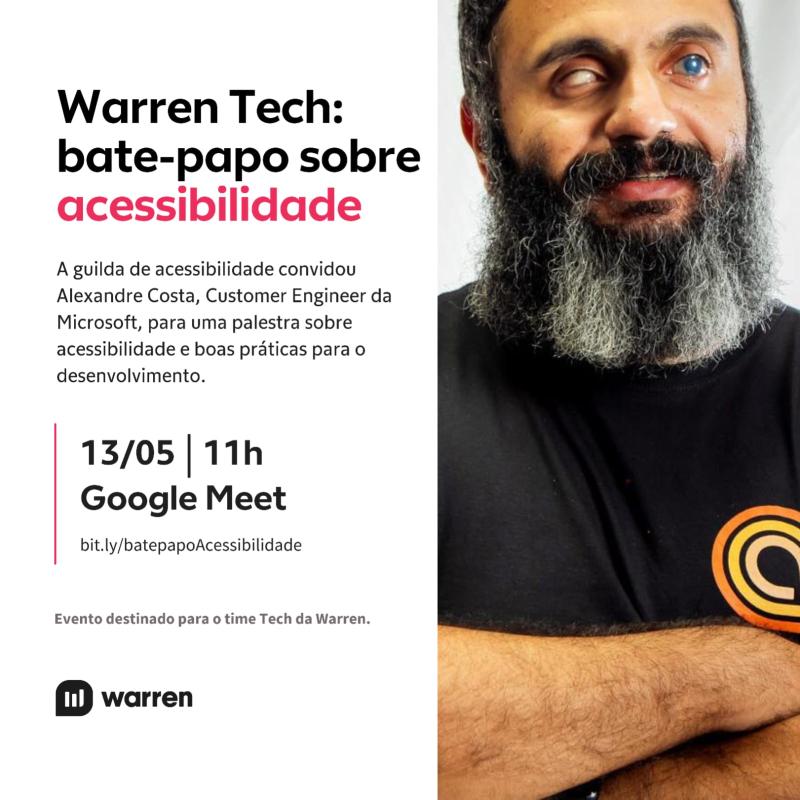 Warren Tech:
bate-papo sobre
acessibilidade
A guilda de acessibilidade convidou
Alexandre Costa, Customer Engineer da
Microsoft, para uma palestra sobre
acessibilidade e boas práticas para o
desenvolvimento.
13/05 | 11h
Google Meet
bit.ly/batepapoAcessibilidade
Evento destinado para o time Tech da Warren.
warren